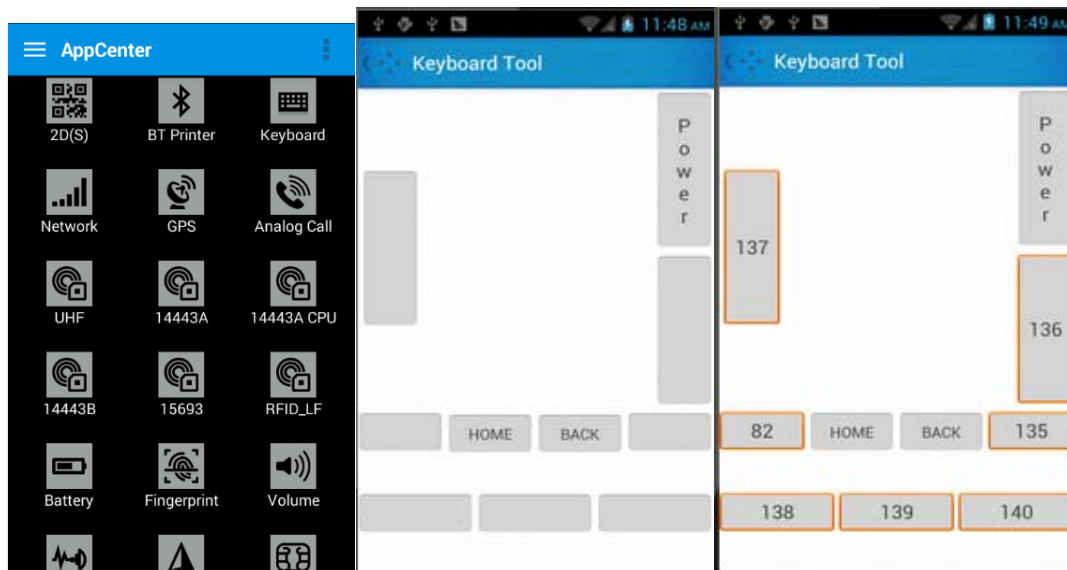 AppCenter
2D(S)
BT Printer
Keyboard
Network
GPS
Analog Call
UHF
14443A
14443A CPU
14443B
15693
RFID_LF
Battery
Fingerprint
Volume
11:48 AM
Keyboard Tool
Power
HOME
BACK
11:49 AM
Keyboard Tool
Power
137
136
82
HOME
BACK
135
138
139
140